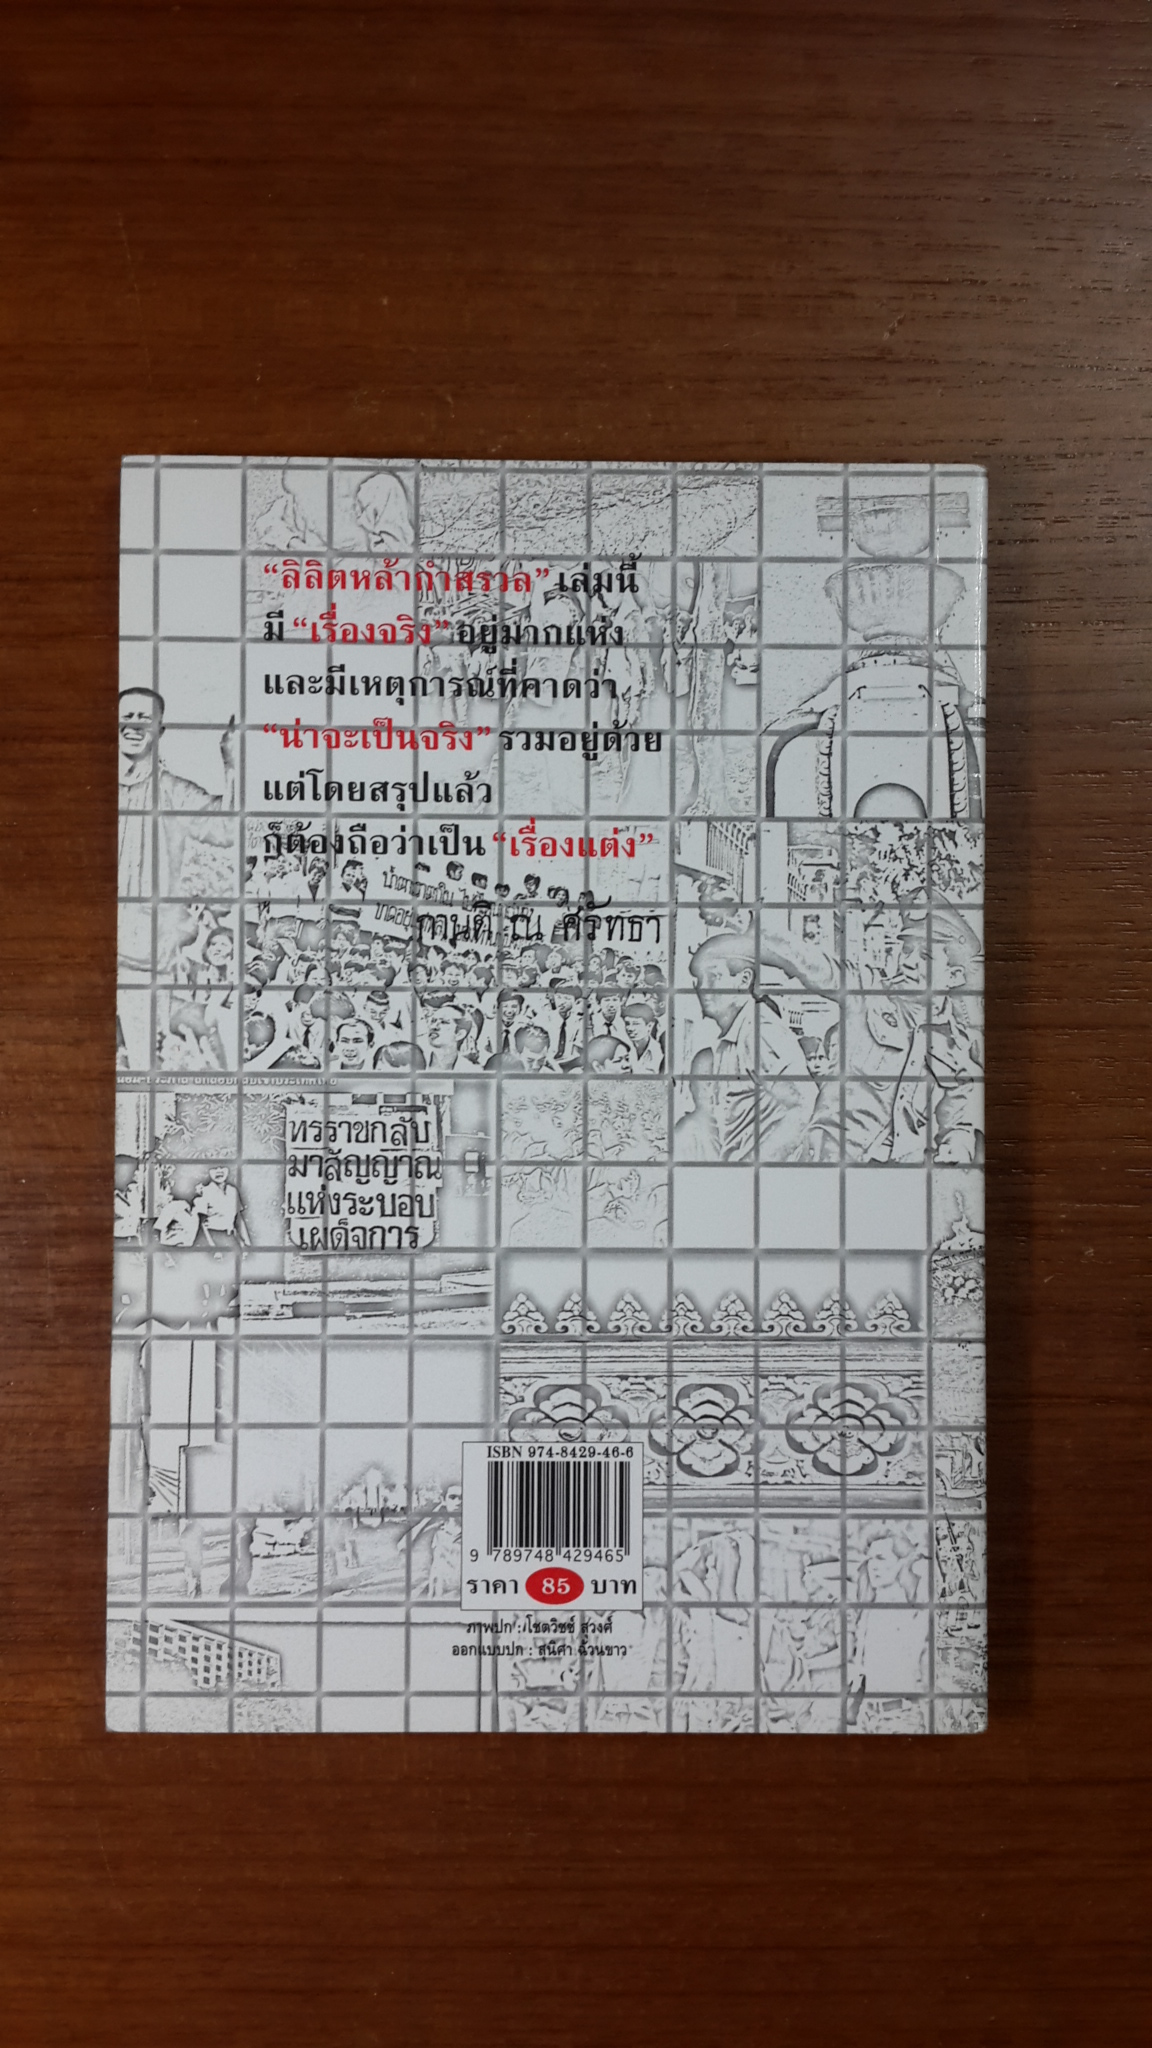 “ลิลิตหล้ากำสรวล” เล่มนี้
มี “เรื่องจริง” อยู่มากแห่ง
และมีเหตุการณ์ที่คาดว่า
“น่าจะเป็นจริง” รวมอยู่ด้วย
แต่โดยสรุปแล้ว
ก็ต้องถือว่าเป็น “เรื่องแต่ง”
กานติ ณ ศรัทธา
ทรราชกลับ
มาสัญญาณ
แห่งระบอบ
เผด็จการ
ISBN 974-8429-46-6
9 789748 429465
ราคา 85 บาท
ภาพปก : โชตวิชช์ สุวงศ์
ออกแบบปก : สุนิศา ฉ้วนขาว